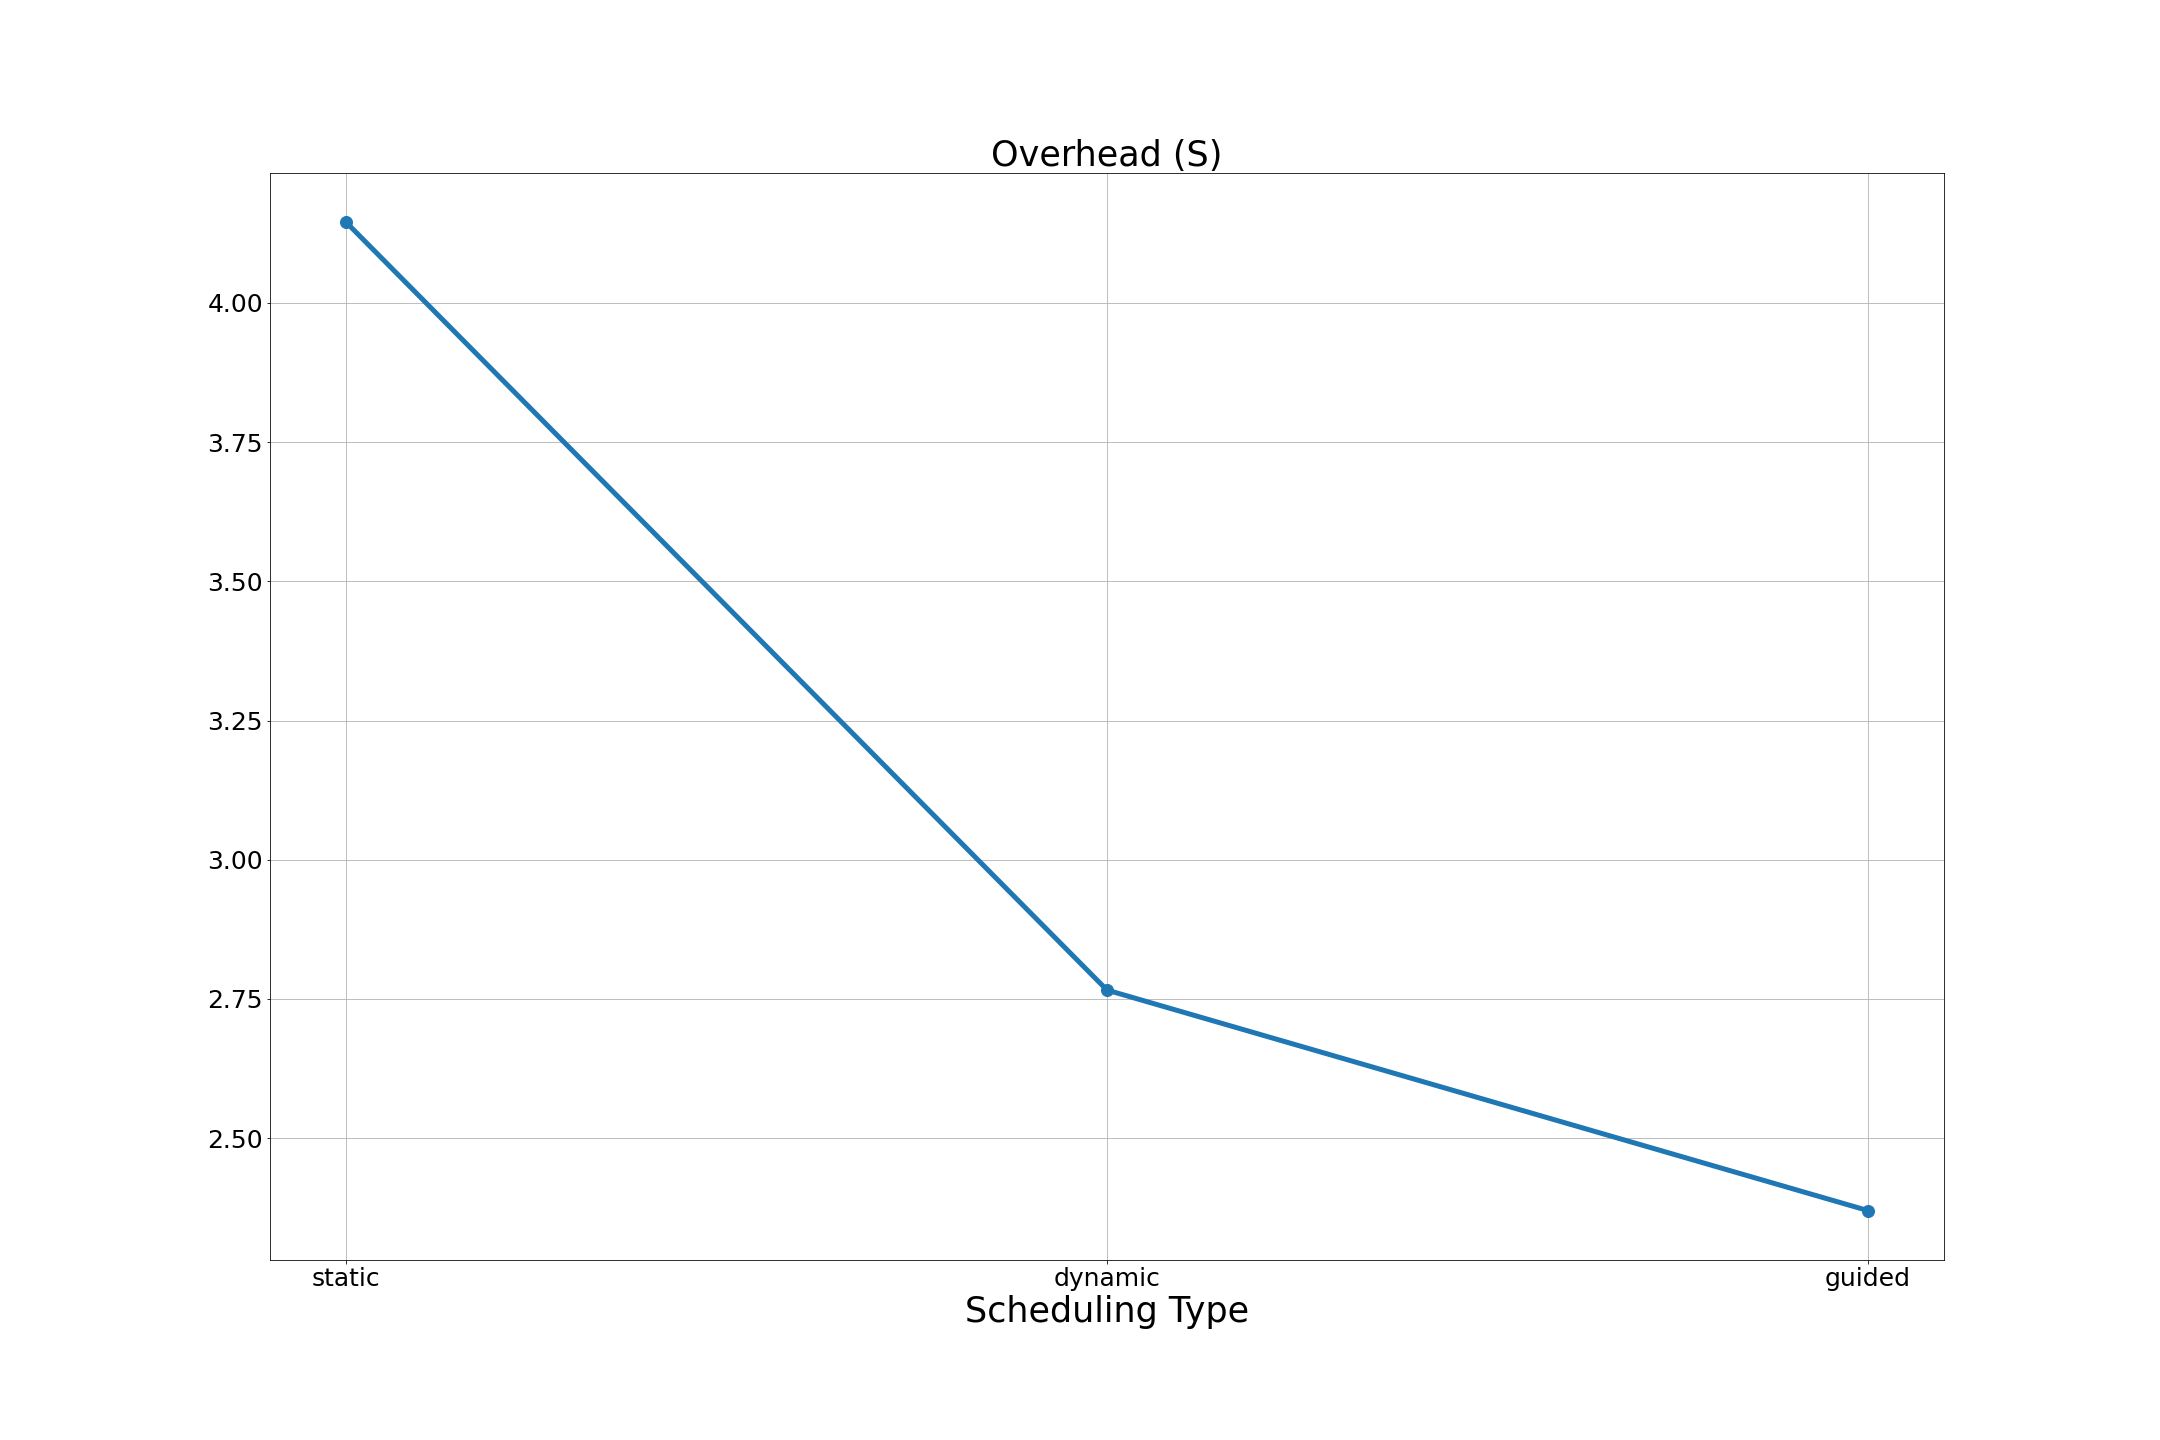 Overhead (S)
4.00
3.75
3.50
3.25
3.00
2.75
2.50
static dynamic guided
Scheduling Type